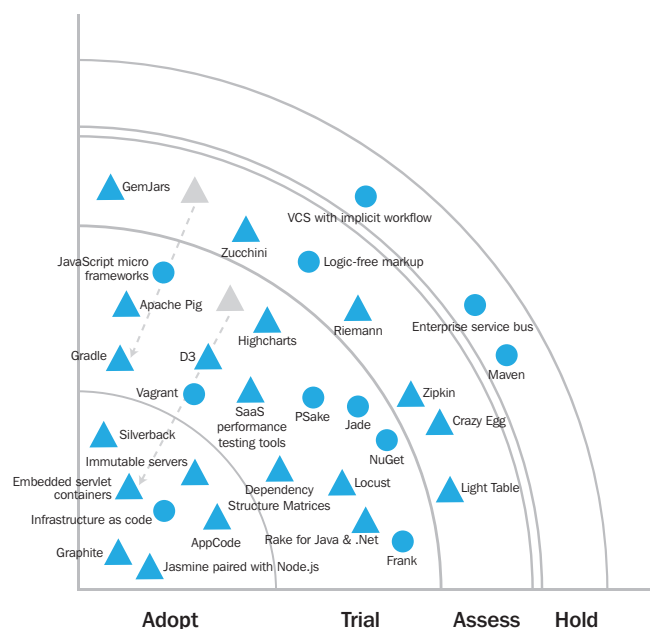 GemJars
VCS with implicit workflow
Zucchini
JavaScript micro
frameworks
Logic-free markup
Apache Pig
Enterprise service bus
Riemann
Highcharts
Gradle
D3
Maven
Vagrant
Zipkin
SaaS
performance
testing tools
PSake
Jade
Crazy Egg
Silverback
NuGet
Immutable servers
Embedded servlet
containers
Dependency
Structure Matrices
Locust
Light Table
Infrastructure as code
AppCode
Rake for Java & .Net
Graphite
Frank
Jasmine paired with Node.js
Adopt
Trial
Assess
Hold